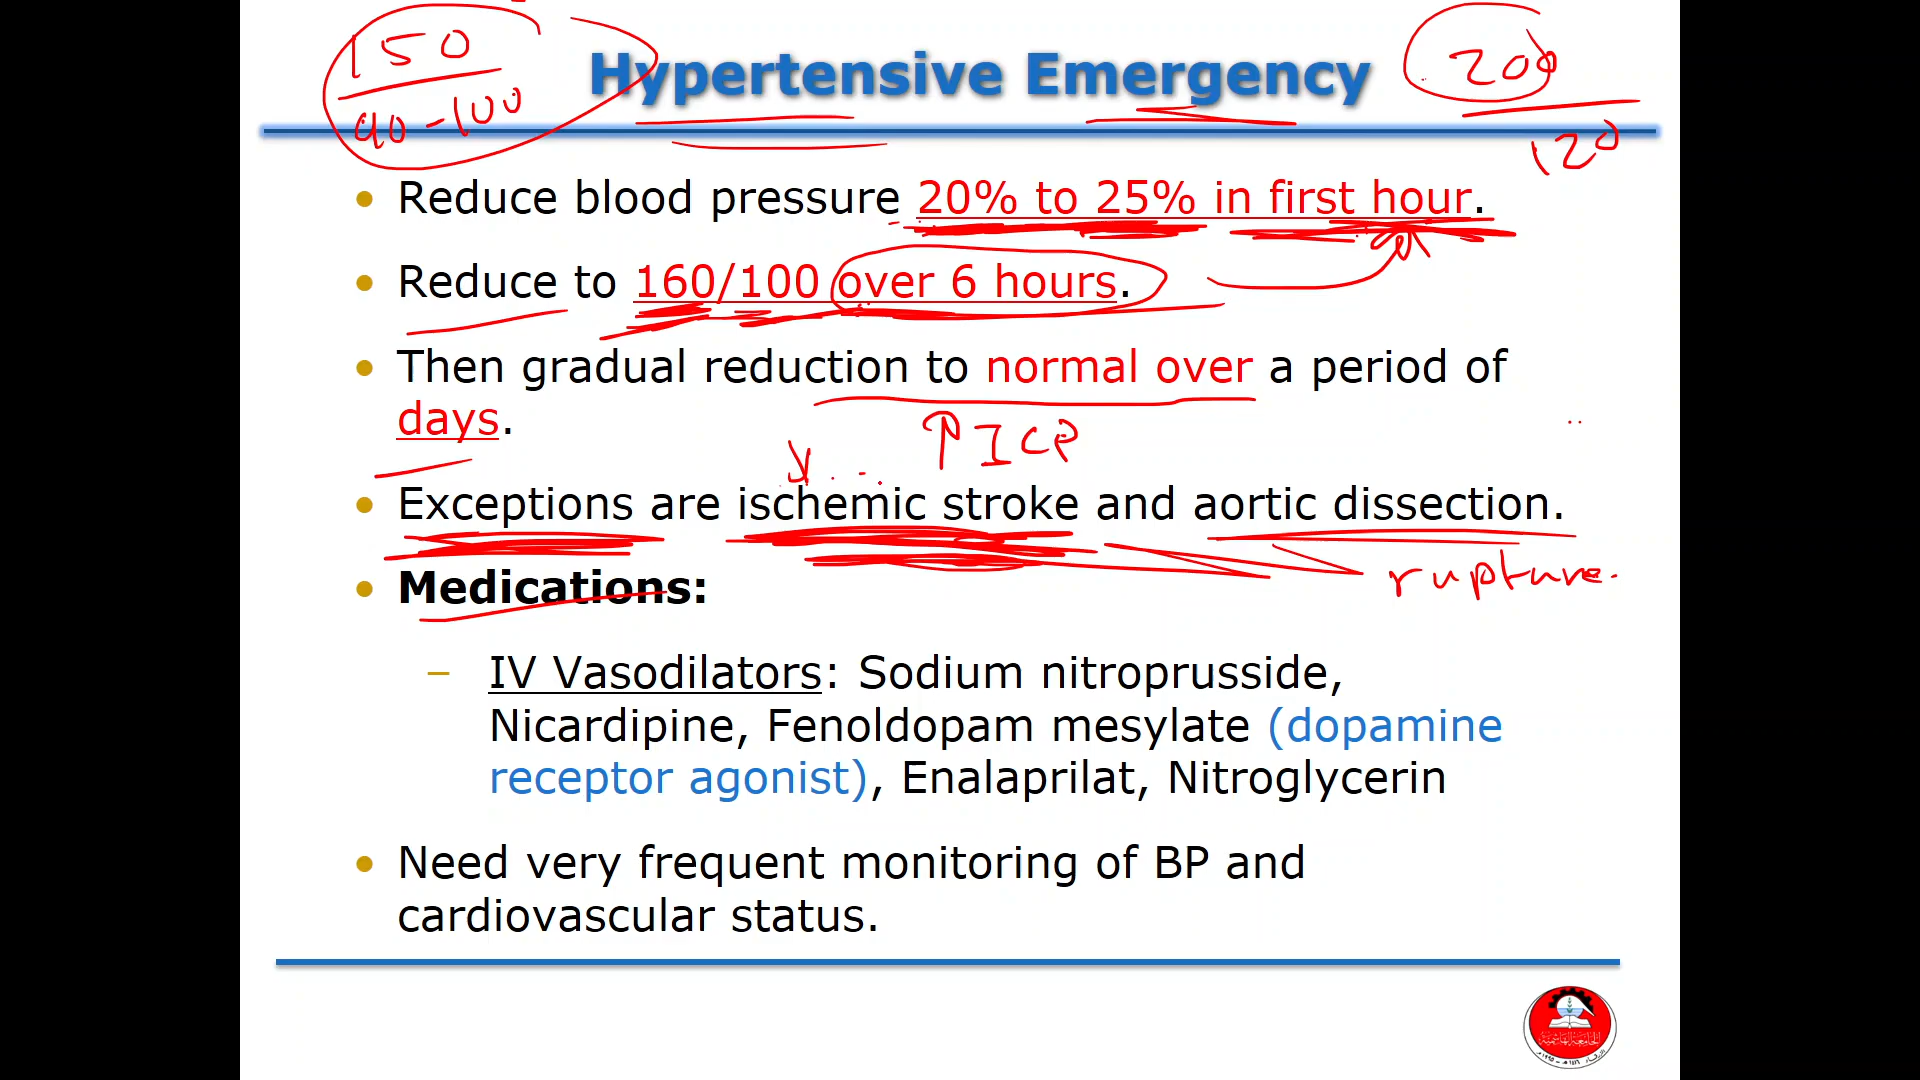 150
90-100
Hypertensive Emergency
200
120
• Reduce blood pressure 20% to 25% in first hour.
• Reduce to 160/100 over 6 hours.
• Then gradual reduction to normal over a period of
days.
↑ICP
• Exceptions are ischemic stroke and aortic dissection.
rupture.
• Medications:
– IV Vasodilators: Sodium nitroprusside,
Nicardipine, Fenoldopam mesylate (dopamine
receptor agonist), Enalaprilat, Nitroglycerin
• Need very frequent monitoring of BP and
cardiovascular status.
الجامعة الهاشمية